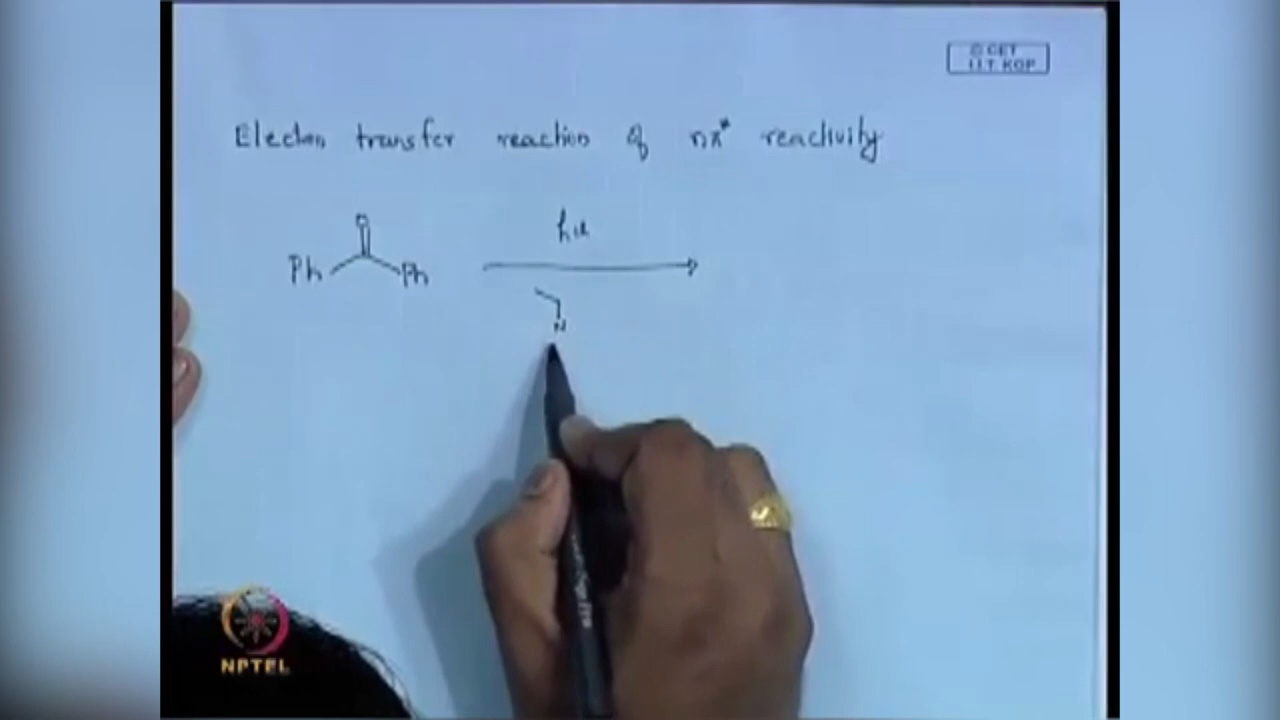 © CET
I.I.T. KGP
Electron transfer reaction of nπ* reactivity
O
hν
Ph Ph
N
NPTEL